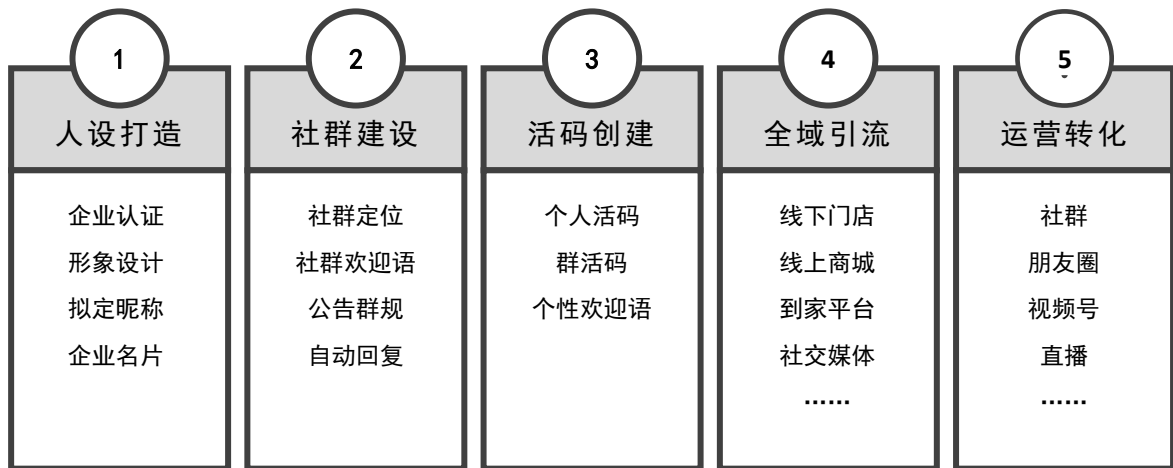 1
人设打造
企业认证
形象设计
拟定昵称
企业名片
2
社群建设
社群定位
社群欢迎语
公告群规
自动回复
3
活码创建
个人活码
群活码
个性欢迎语
4
全域引流
线下门店
线上商城
到家平台
社交媒体
......
5
运营转化
社群
朋友圈
视频号
直播
......